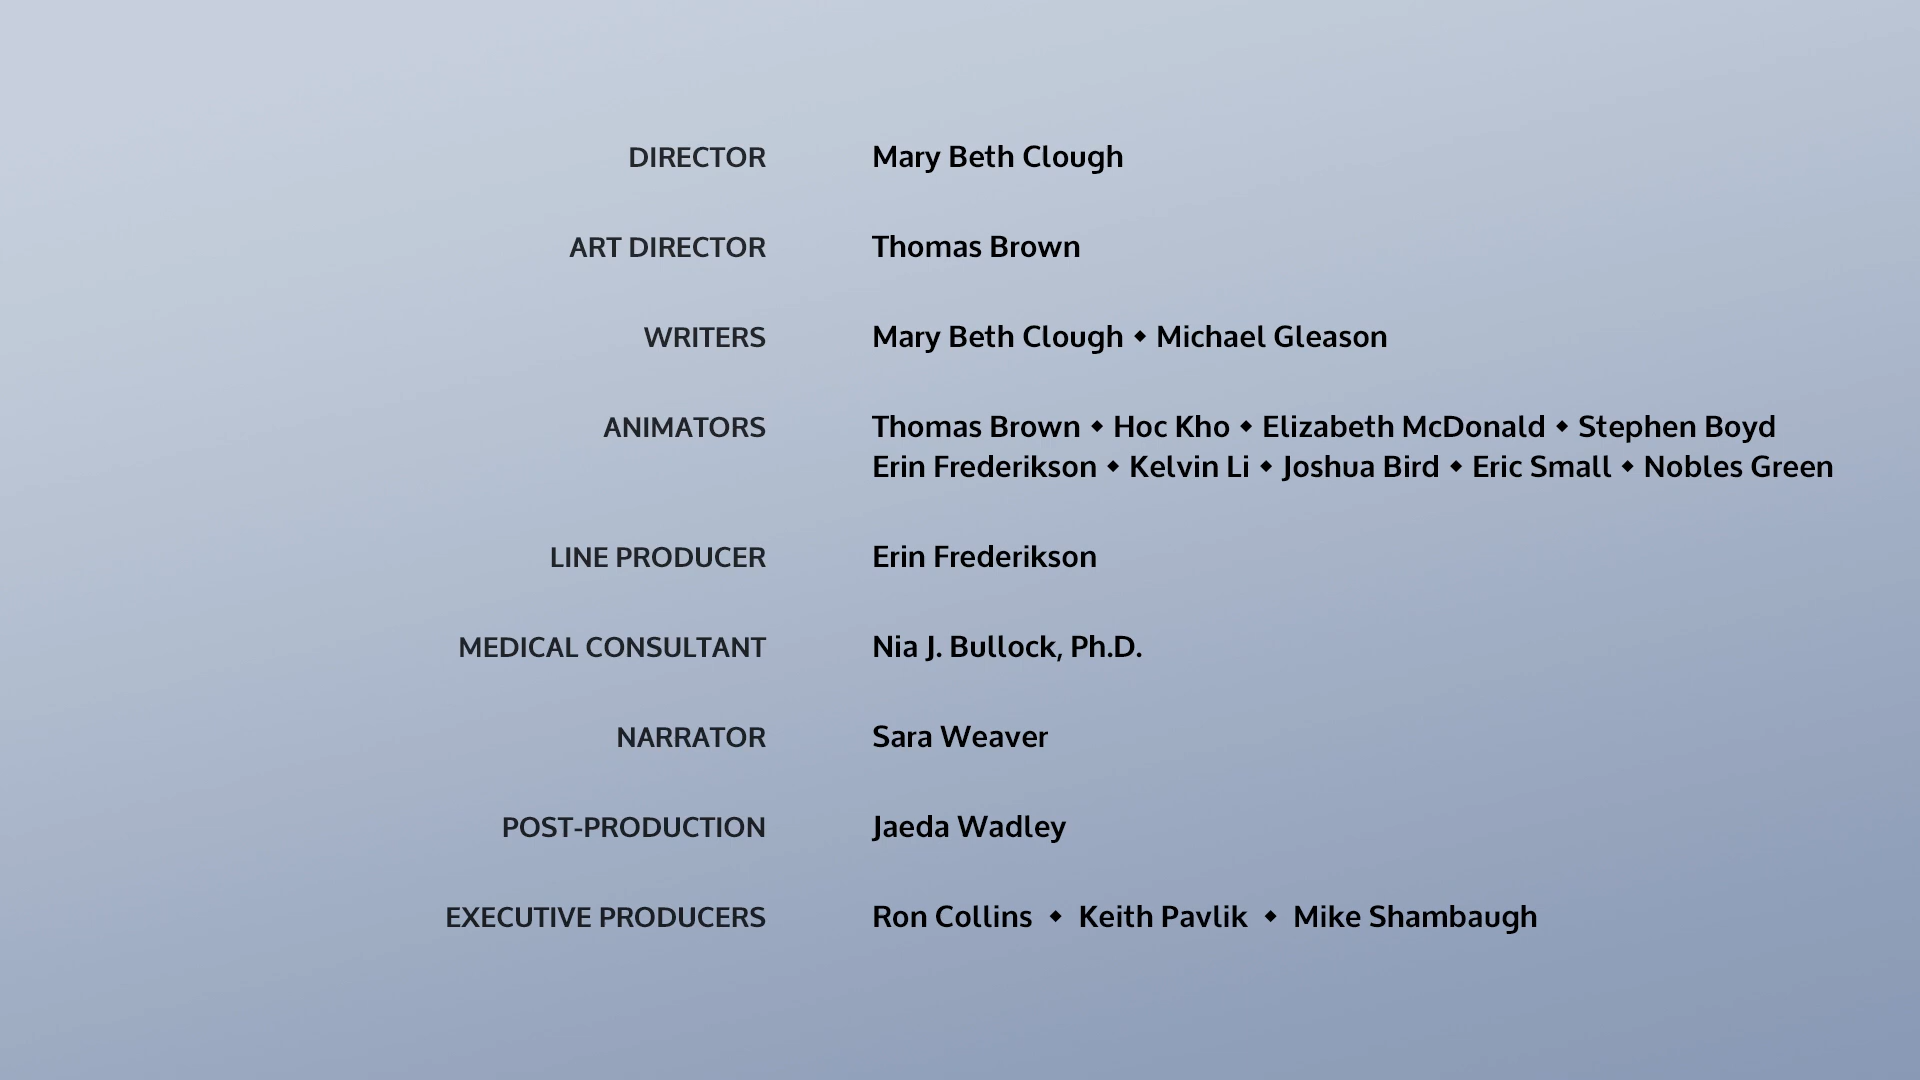 DIRECTOR Mary Beth Clough
ART DIRECTOR Thomas Brown
WRITERS Mary Beth Clough ◆ Michael Gleason
ANIMATORS Thomas Brown ◆ Hoc Kho ◆ Elizabeth McDonald ◆ Stephen Boyd
Erin Frederikson ◆ Kelvin Li ◆ Joshua Bird ◆ Eric Small ◆ Nobles Green
LINE PRODUCER Erin Frederikson
MEDICAL CONSULTANT Nia J. Bullock, Ph.D.
NARRATOR Sara Weaver
POST-PRODUCTION Jaeda Wadley
EXECUTIVE PRODUCERS Ron Collins ◆ Keith Pavlik ◆ Mike Shambaugh